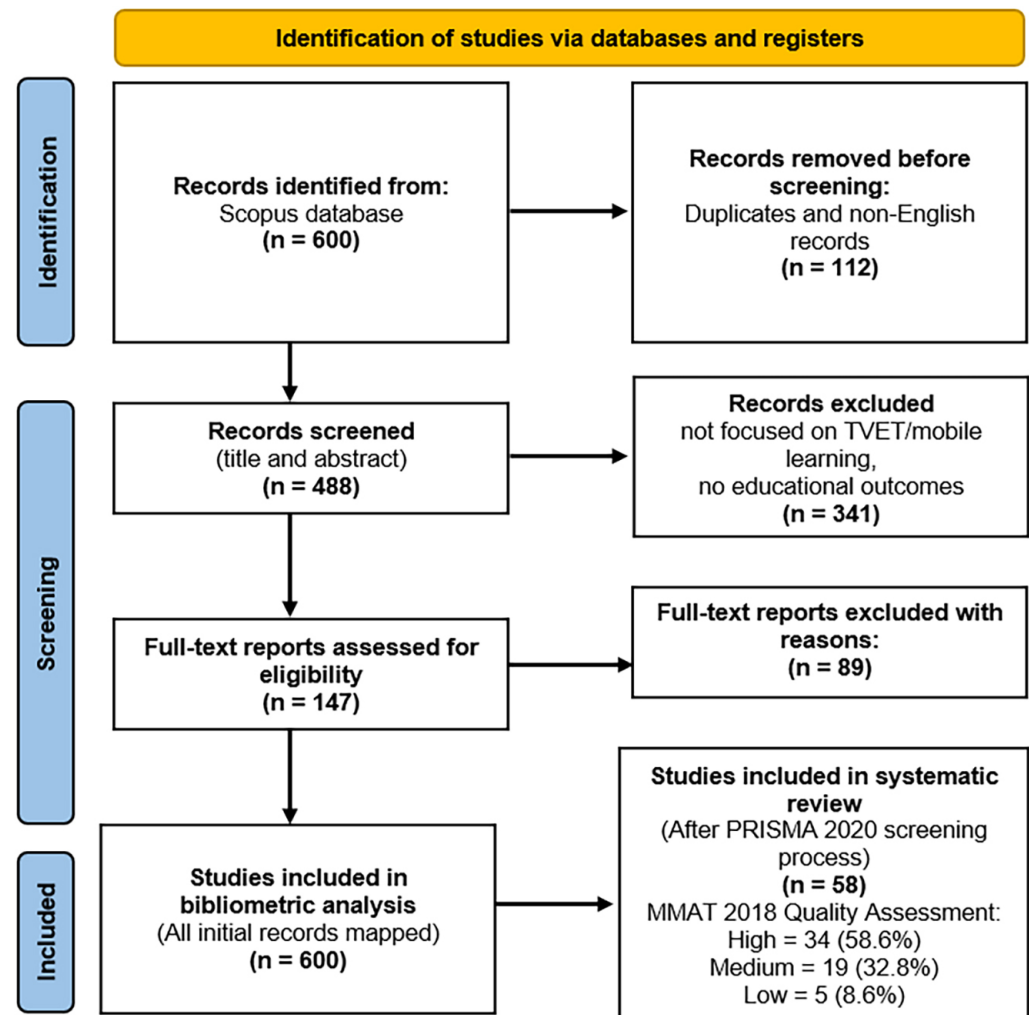 Identification of studies via databases and registers
Identification
Records identified from:
Scopus database
(n = 600)
Records removed before
screening:
Duplicates and non-English
records
(n = 112)
Screening
Records screened
(title and abstract)
(n = 488)
Records excluded
not focused on TVET/mobile
learning,
no educational outcomes
(n = 341)
Full-text reports assessed for
eligibility
(n = 147)
Full-text reports excluded with
reasons:
(n = 89)
Included
Studies included in
bibliometric analysis
(All initial records mapped)
(n = 600)
Studies included in systematic
review
(After PRISMA 2020 screening
process)
(n = 58)
MMAT 2018 Quality Assessment:
High = 34 (58.6%)
Medium = 19 (32.8%)
Low = 5 (8.6%)